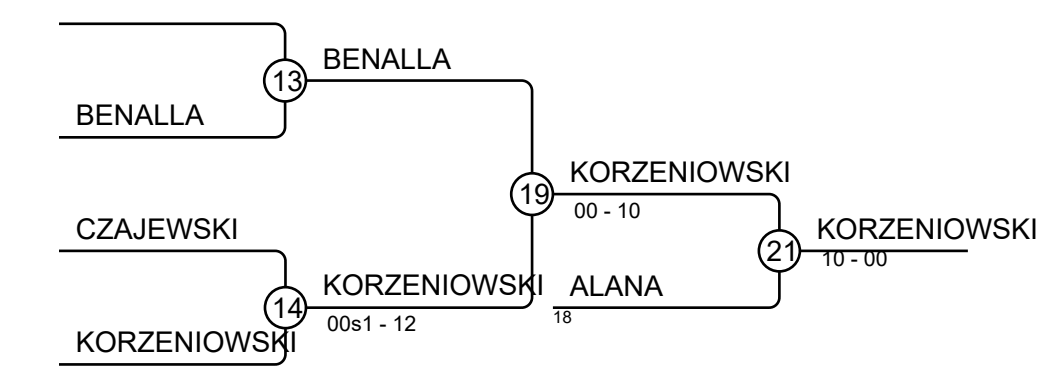 BENALLA
13
BENALLA
KORZENIOWSKI
19
00 - 10
CZAJEWSKI
KORZENIOWSKI
21
10 - 00
KORZENIOWSKI
ALANA
14
18
00s1 - 12
KORZENIOWSKI